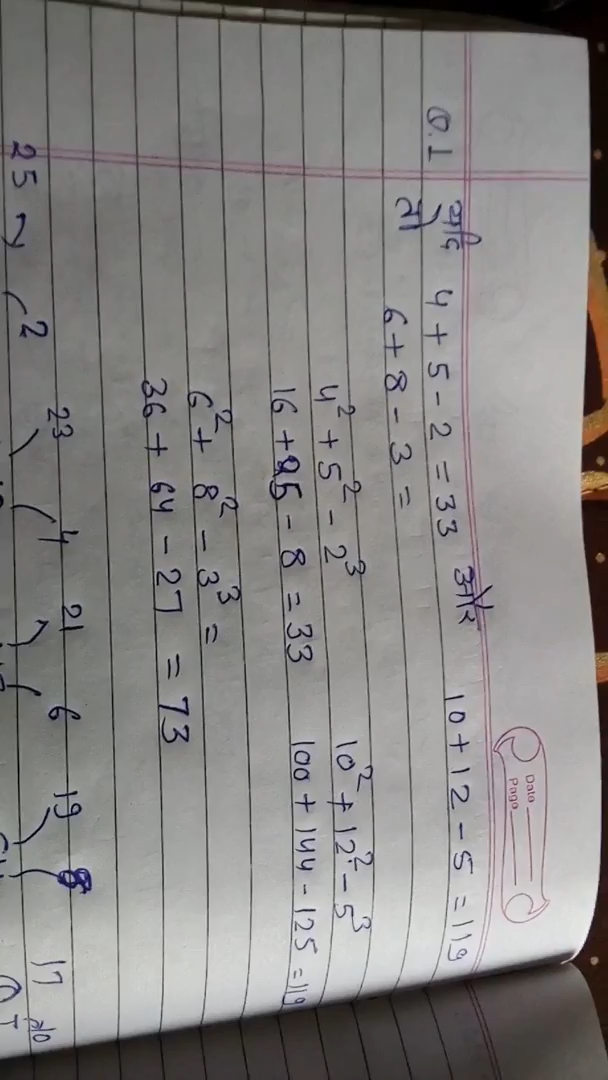 Date
Page
Q.1 यदि 4 + 5 - 2 = 33 और 10 + 12 - 5 = 119
तो 6 + 8 - 3 =
4² + 5² - 2³ 10² + 12² - 5³
16 + 25 - 8 = 33 100 + 144 - 125 = 119
6² + 8² - 3³ =
36 + 64 - 27 = 73
23 4 21 6 19 8 17
25 2